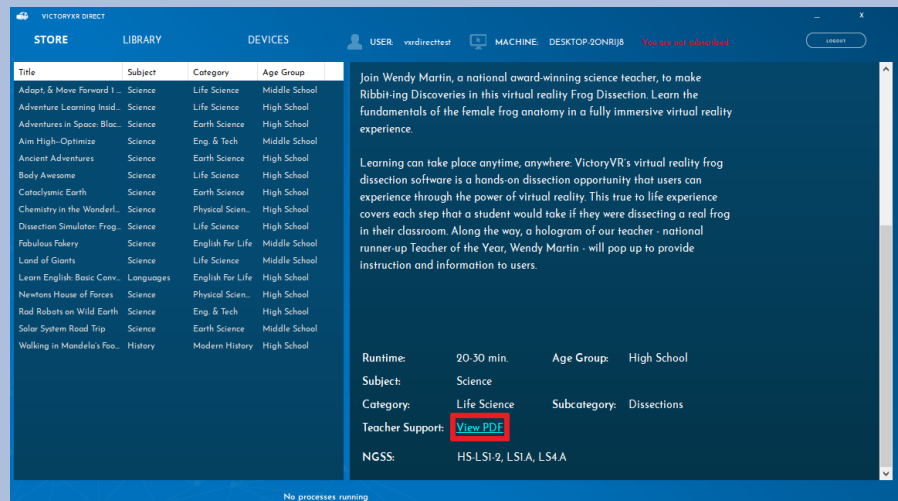 VICTORYXR DIRECT
_ X
STORE LIBRARY DEVICES USER: vxrdirecttest MACHINE: DESKTOP-2ONRIJ8 You are not subscribed LOGOUT
Title Subject Category Age Group
Adapt, & Move Forward 1 ... Science Life Science Middle School
Adventure Learning Insid... Science Life Science High School
Adventures in Space: Blac... Science Earth Science High School
Aim High--Optimize Science Eng. & Tech Middle School
Ancient Adventures Science Earth Science High School
Body Awesome Science Life Science High School
Cataclysmic Earth Science Earth Science High School
Chemistry in the Wonderl... Science Physical Scien... High School
Dissection Simulator: Frog... Science Life Science High School
Fabulous Fakery Science English For Life Middle School
Land of Giants Science Life Science Middle School
Learn English: Basic Conv... Languages English For Life High School
Newtons House of Forces Science Physical Scien... High School
Rad Robots on Wild Earth Science Eng. & Tech High School
Solar System Road Trip Science Earth Science Middle School
Walking in Mandela's Foo... History Modern History High School
Join Wendy Martin, a national award-winning science teacher, to make
Ribbit-ing Discoveries in this virtual reality Frog Dissection. Learn the
fundamentals of the female frog anatomy in a fully immersive virtual reality
experience.
Learning can take place anytime, anywhere: VictoryVR's virtual reality frog
dissection software is a hands-on dissection opportunity that users can
experience through the power of virtual reality. This true to life experience
covers each step that a student would take if they were dissecting a real frog
in their classroom. Along the way, a hologram of our teacher - national
runner-up Teacher of the Year, Wendy Martin - will pop up to provide
instruction and information to users.
Runtime: 20-30 min. Age Group: High School
Subject: Science
Category: Life Science Subcategory: Dissections
Teacher Support: View PDF
NGSS: HS-LS1-2, LS1.A, LS4.A
No processes running